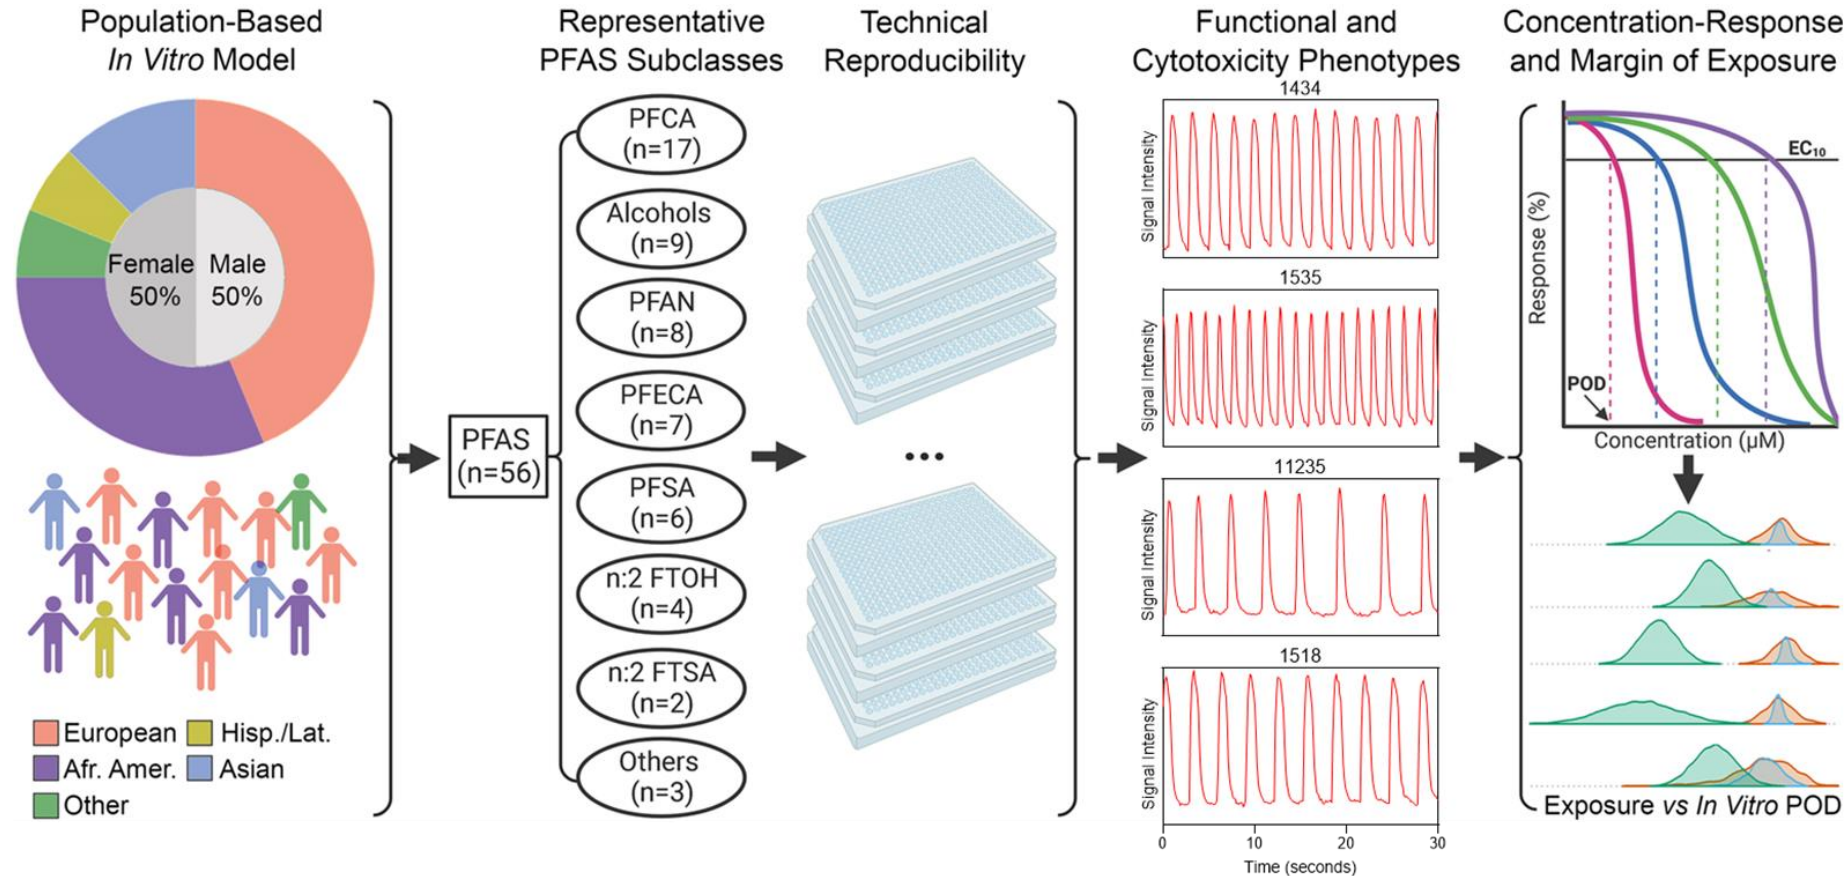 Population-Based
In Vitro Model
Female
50%
Male
50%
European
Hisp./Lat.
Afr. Amer.
Asian
Other
PFAS
(n=56)
Representative
PFAS Subclasses
PFCA
(n=17)
Alcohols
(n=9)
PFAN
(n=8)
PFECA
(n=7)
PFSA
(n=6)
n:2 FTOH
(n=4)
n:2 FTSA
(n=2)
Others
(n=3)
Technical
Reproducibility
...
Functional and
Cytotoxicity Phenotypes
1434
Signal Intensity
1535
Signal Intensity
11235
Signal Intensity
1518
Signal Intensity
0 10 20 30
Time (seconds)
Concentration-Response
and Margin of Exposure
Response (%)
EC10
POD
Concentration (µM)
Exposure vs In Vitro POD